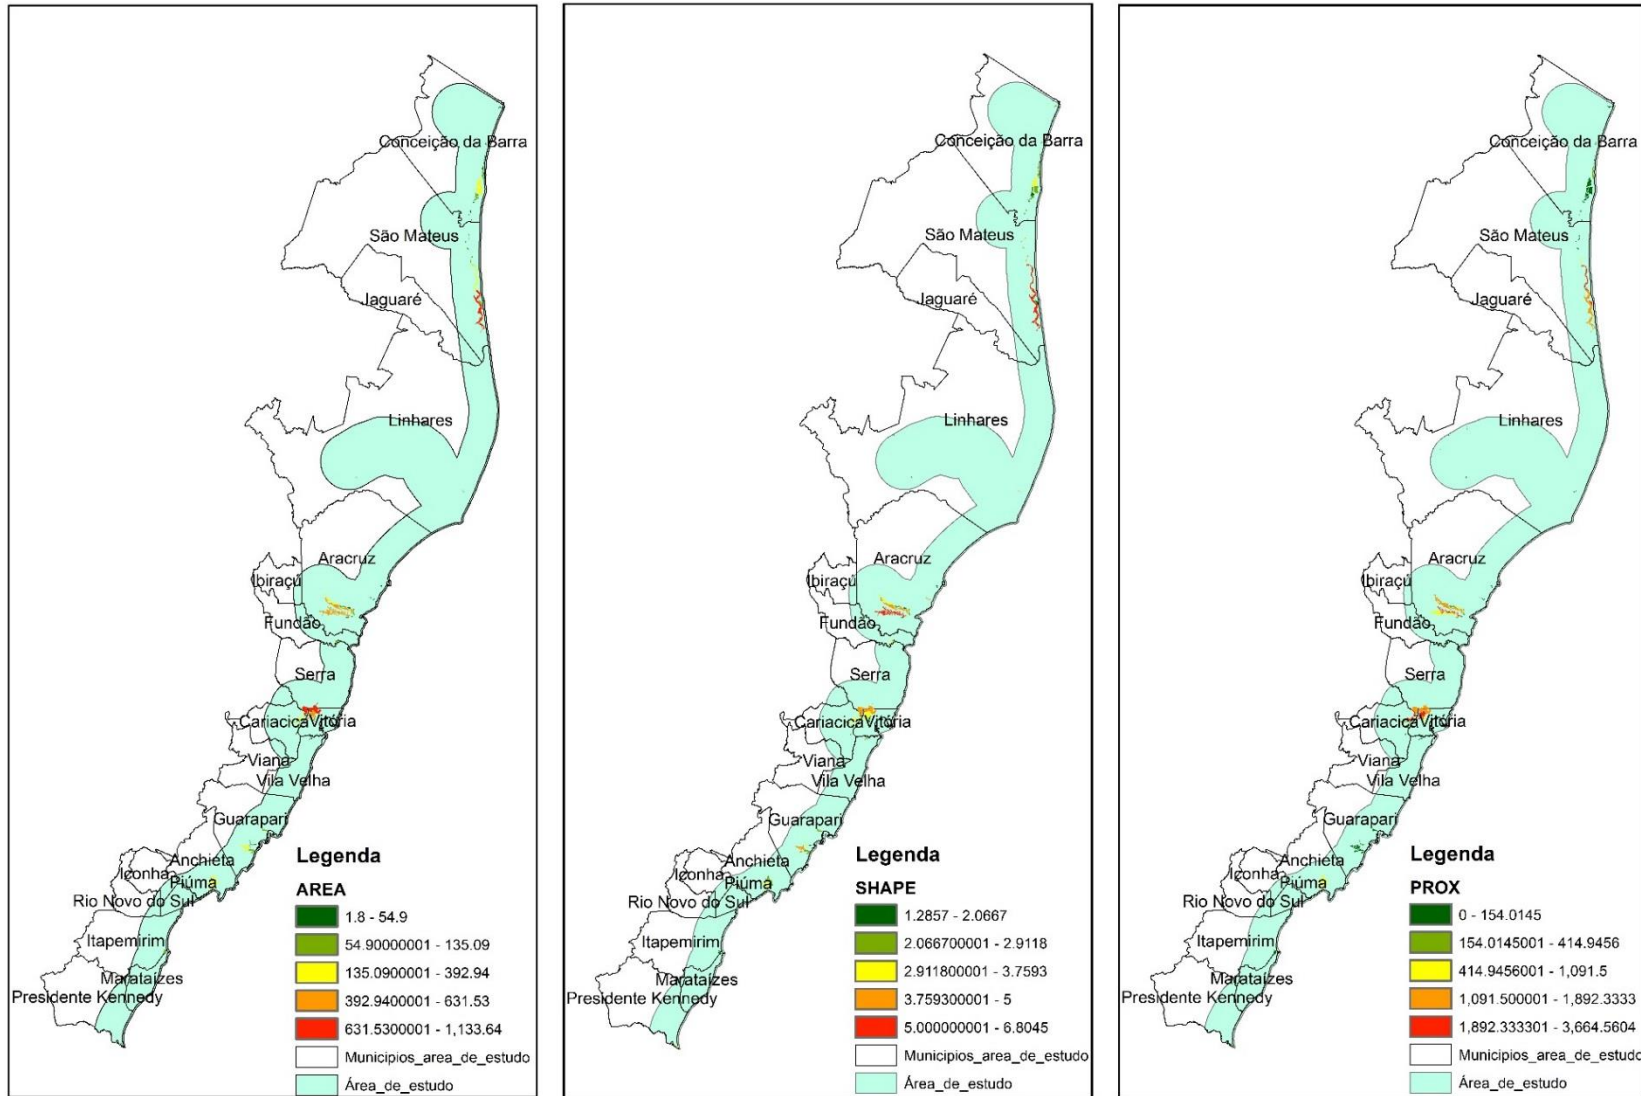 Conceição da Barra
São Mateus
Jaguaré
Linhares
Aracruz
Ibiraçú
Fundão
Serra
Cariacica
Vitória
Viana
Vila Velha
Guarapari
Anchieta
Iconha
Piúma
Rio Novo do Sul
Itapemirim
Marataízes
Presidente Kennedy
Legenda
AREA
1.8 - 54.9
54.90000001 - 135.09
135.0900001 - 392.94
392.9400001 - 631.53
631.5300001 - 1,133.64
Municipios_area_de_estudo
Área_de_estudo
Conceição da Barra
São Mateus
Jaguaré
Linhares
Aracruz
Ibiraçú
Fundão
Serra
Cariacica
Vitória
Viana
Vila Velha
Guarapari
Anchieta
Iconha
Piúma
Rio Novo do Sul
Itapemirim
Marataízes
Presidente Kennedy
Legenda
SHAPE
1.2857 - 2.0667
2.066700001 - 2.9118
2.911800001 - 3.7593
3.759300001 - 5
5.000000001 - 6.8045
Municipios_area_de_estudo
Área_de_estudo
Conceição da Barra
São Mateus
Jaguaré
Linhares
Aracruz
Ibiraçú
Fundão
Serra
Cariacica
Vitória
Viana
Vila Velha
Guarapari
Anchieta
Iconha
Piúma
Rio Novo do Sul
Itapemirim
Marataízes
Presidente Kennedy
Legenda
PROX
0 - 154.0145
154.0145001 - 414.9456
414.9456001 - 1,091.5
1,091.500001 - 1,892.3333
1,892.333301 - 3,664.5604
Municipios_area_de_estudo
Área_de_estudo